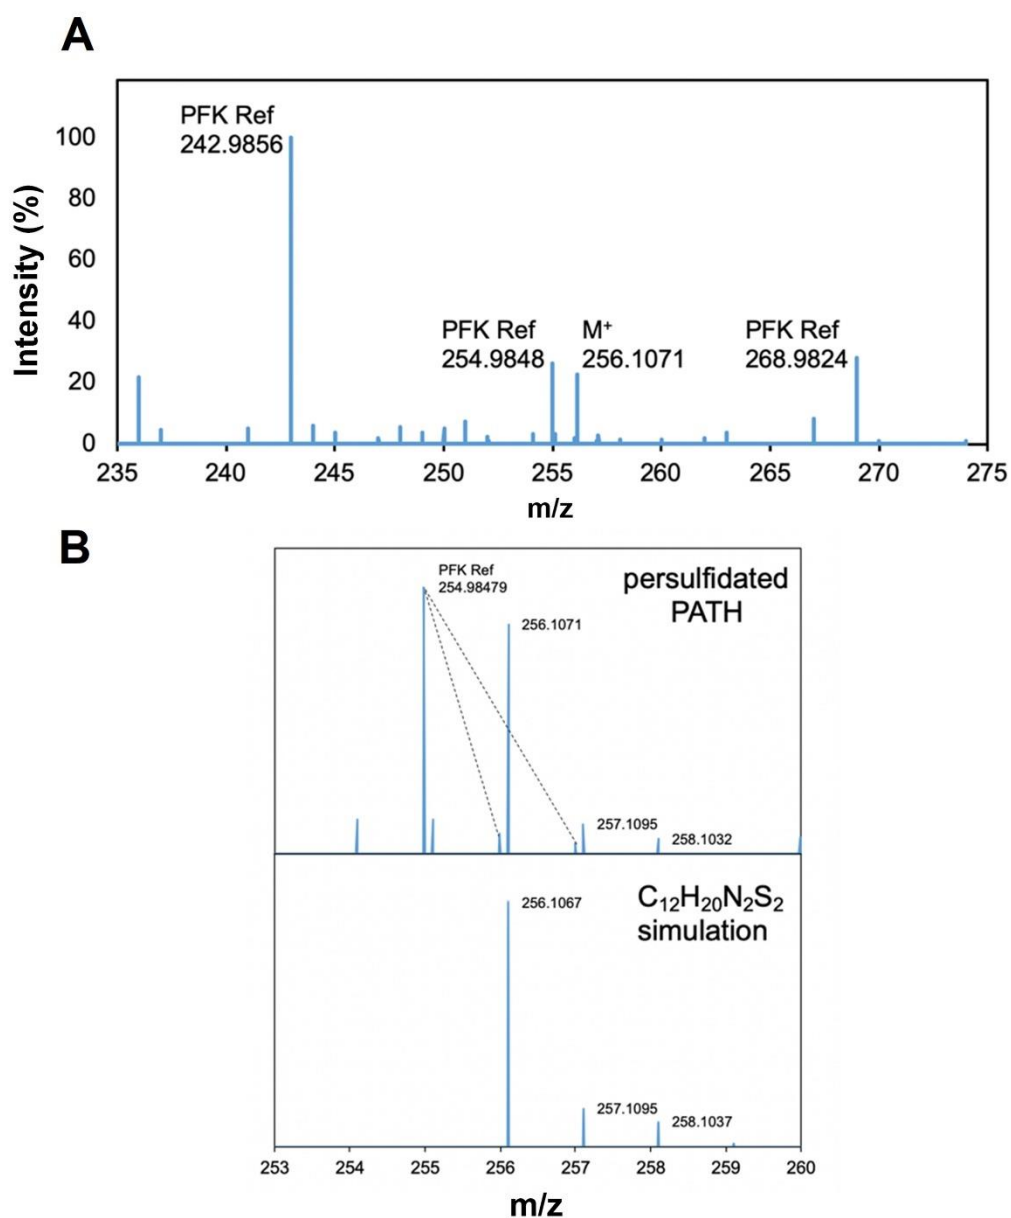 A
PFK Ref
242.9856
PFK Ref
254.9848
M⁺
256.1071
PFK Ref
268.9824
Intensity (%)
100
80
60
40
20
0
235 240 245 250 255 260 265 270 275
m/z
B
PFK Ref
254.98479
persulfidated
PATH
256.1071
257.1095
258.1032
256.1067
C₁₂H₂₀N₂S₂
simulation
257.1095
258.1037
253 254 255 256 257 258 259 260
m/z